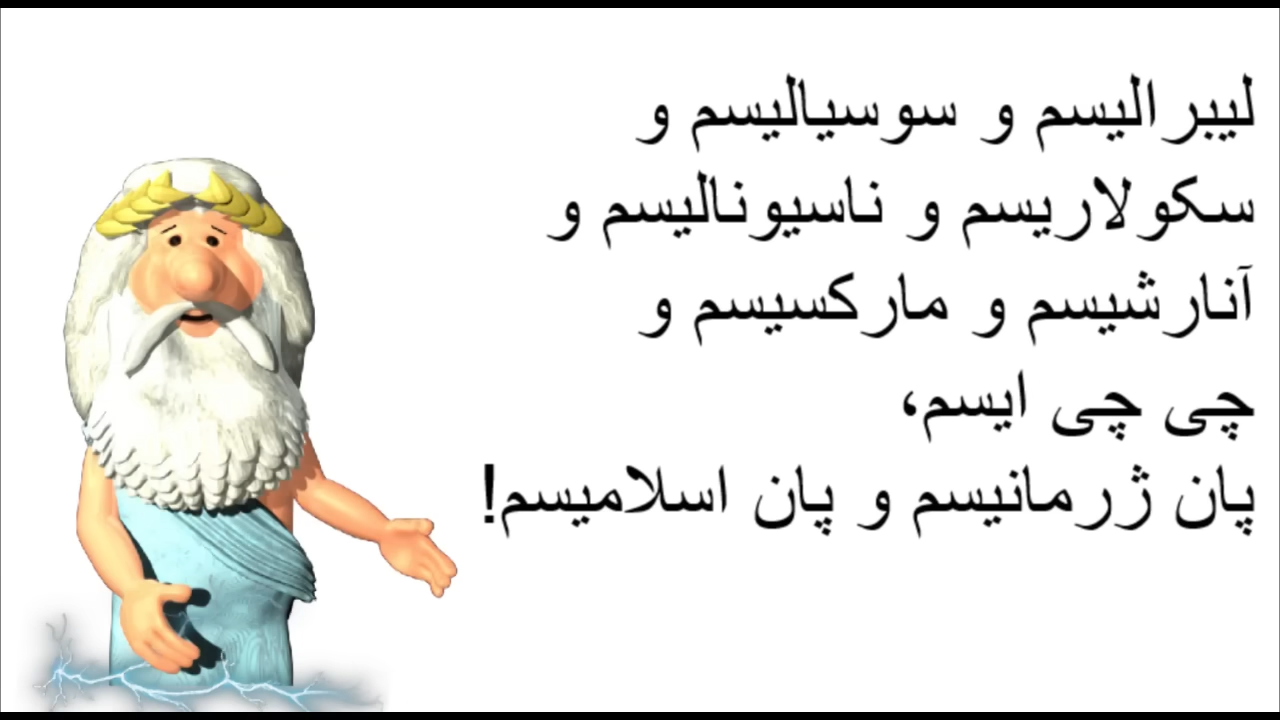 لیبرالیسم و سوسیالیسم و
سکولاریسم و ناسیونالیسم و
آنارشیسم و مارکسیسم و
چی چی ایسم،
پان ژرمانیسم و پان اسلامیسم!